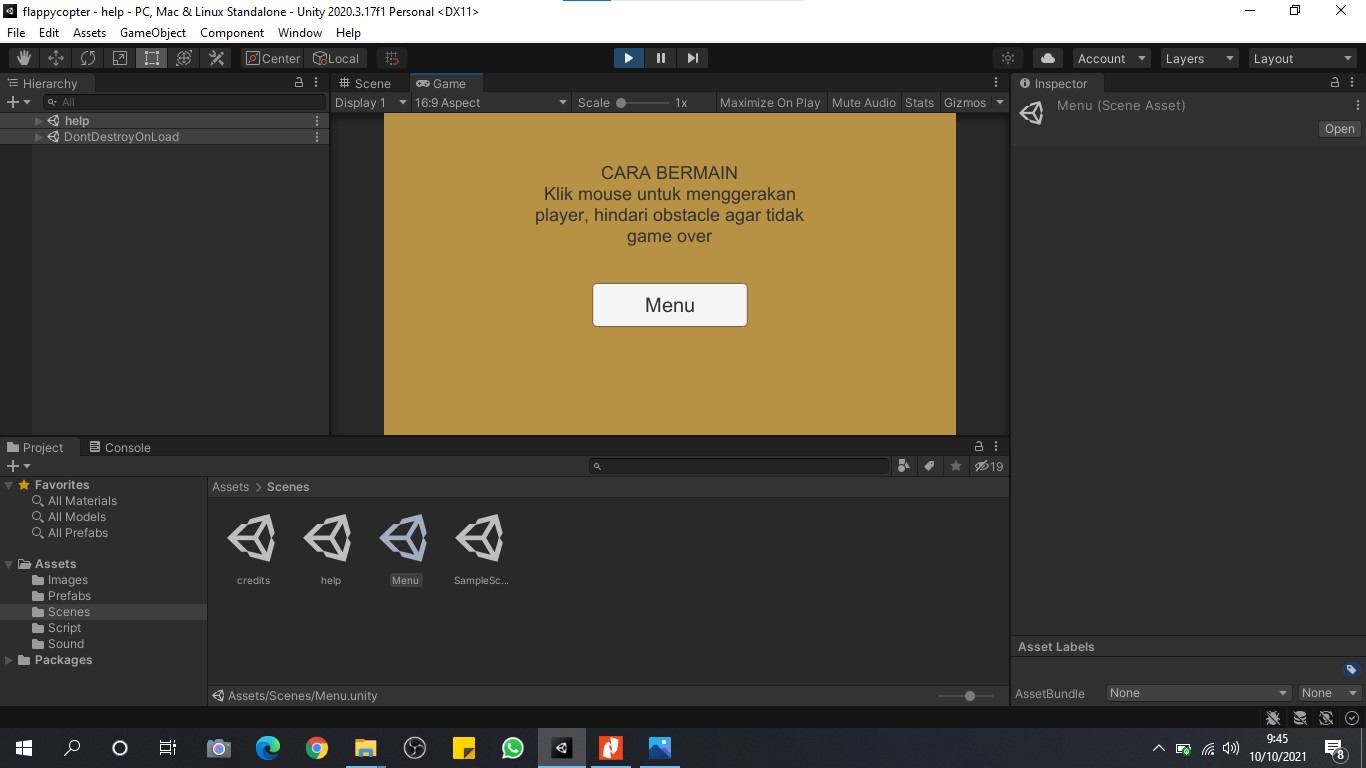 flappycopter - help - PC, Mac & Linux Standalone - Unity 2020.3.17f1 Personal <DX11>
File Edit Assets GameObject Component Window Help
Center Local Account Layers Layout
Hierarchy
All
help
DontDestroyOnLoad
Scene Game
Display 1 16:9 Aspect Scale 1x Maximize On Play Mute Audio Stats Gizmos
CARA BERMAIN
Klik mouse untuk menggerakan
player, hindari obstacle agar tidak
game over
Menu
Inspector
Menu (Scene Asset)
Open
Project Console
19
Favorites
All Materials
All Models
All Prefabs
Assets
Images
Prefabs
Scenes
Script
Sound
Packages
Assets > Scenes
credits help Menu SampleSc...
Assets/Scenes/Menu.unity
Asset Labels
AssetBundle None None
9:45
10/10/2021
8